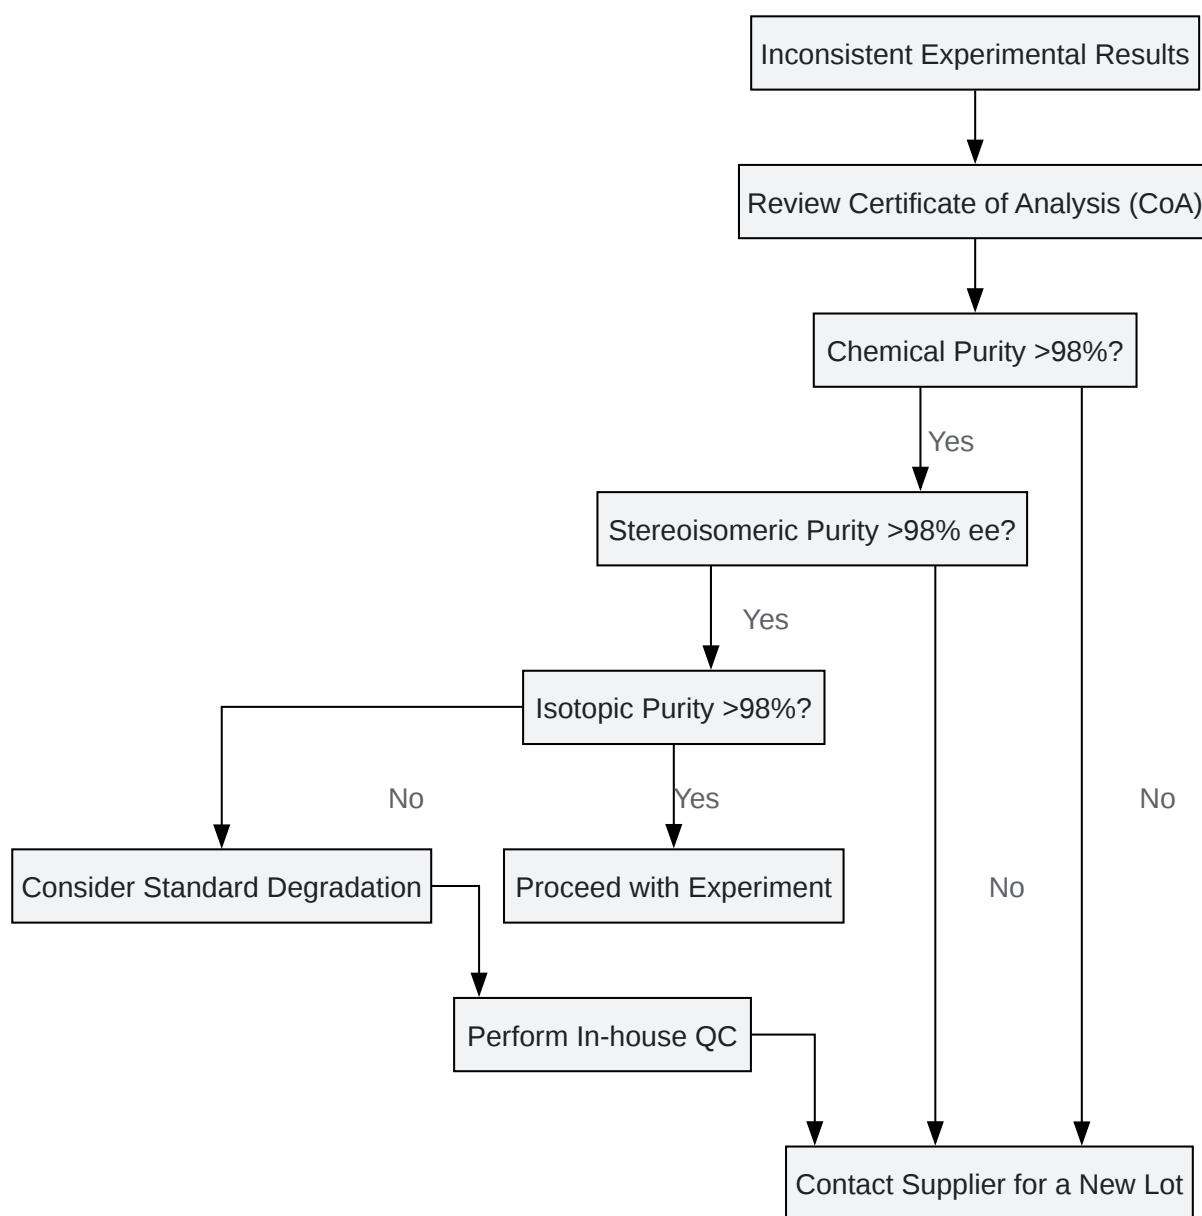 Inconsistent Experimental Results
Review Certificate of Analysis (CoA)
Chemical Purity >98%?
Yes
Stereoisomeric Purity >98% ee?
Yes
Isotopic Purity >98%?
No
Yes
No
Consider Standard Degradation
Proceed with Experiment
No
Perform In-house QC
Contact Supplier for a New Lot